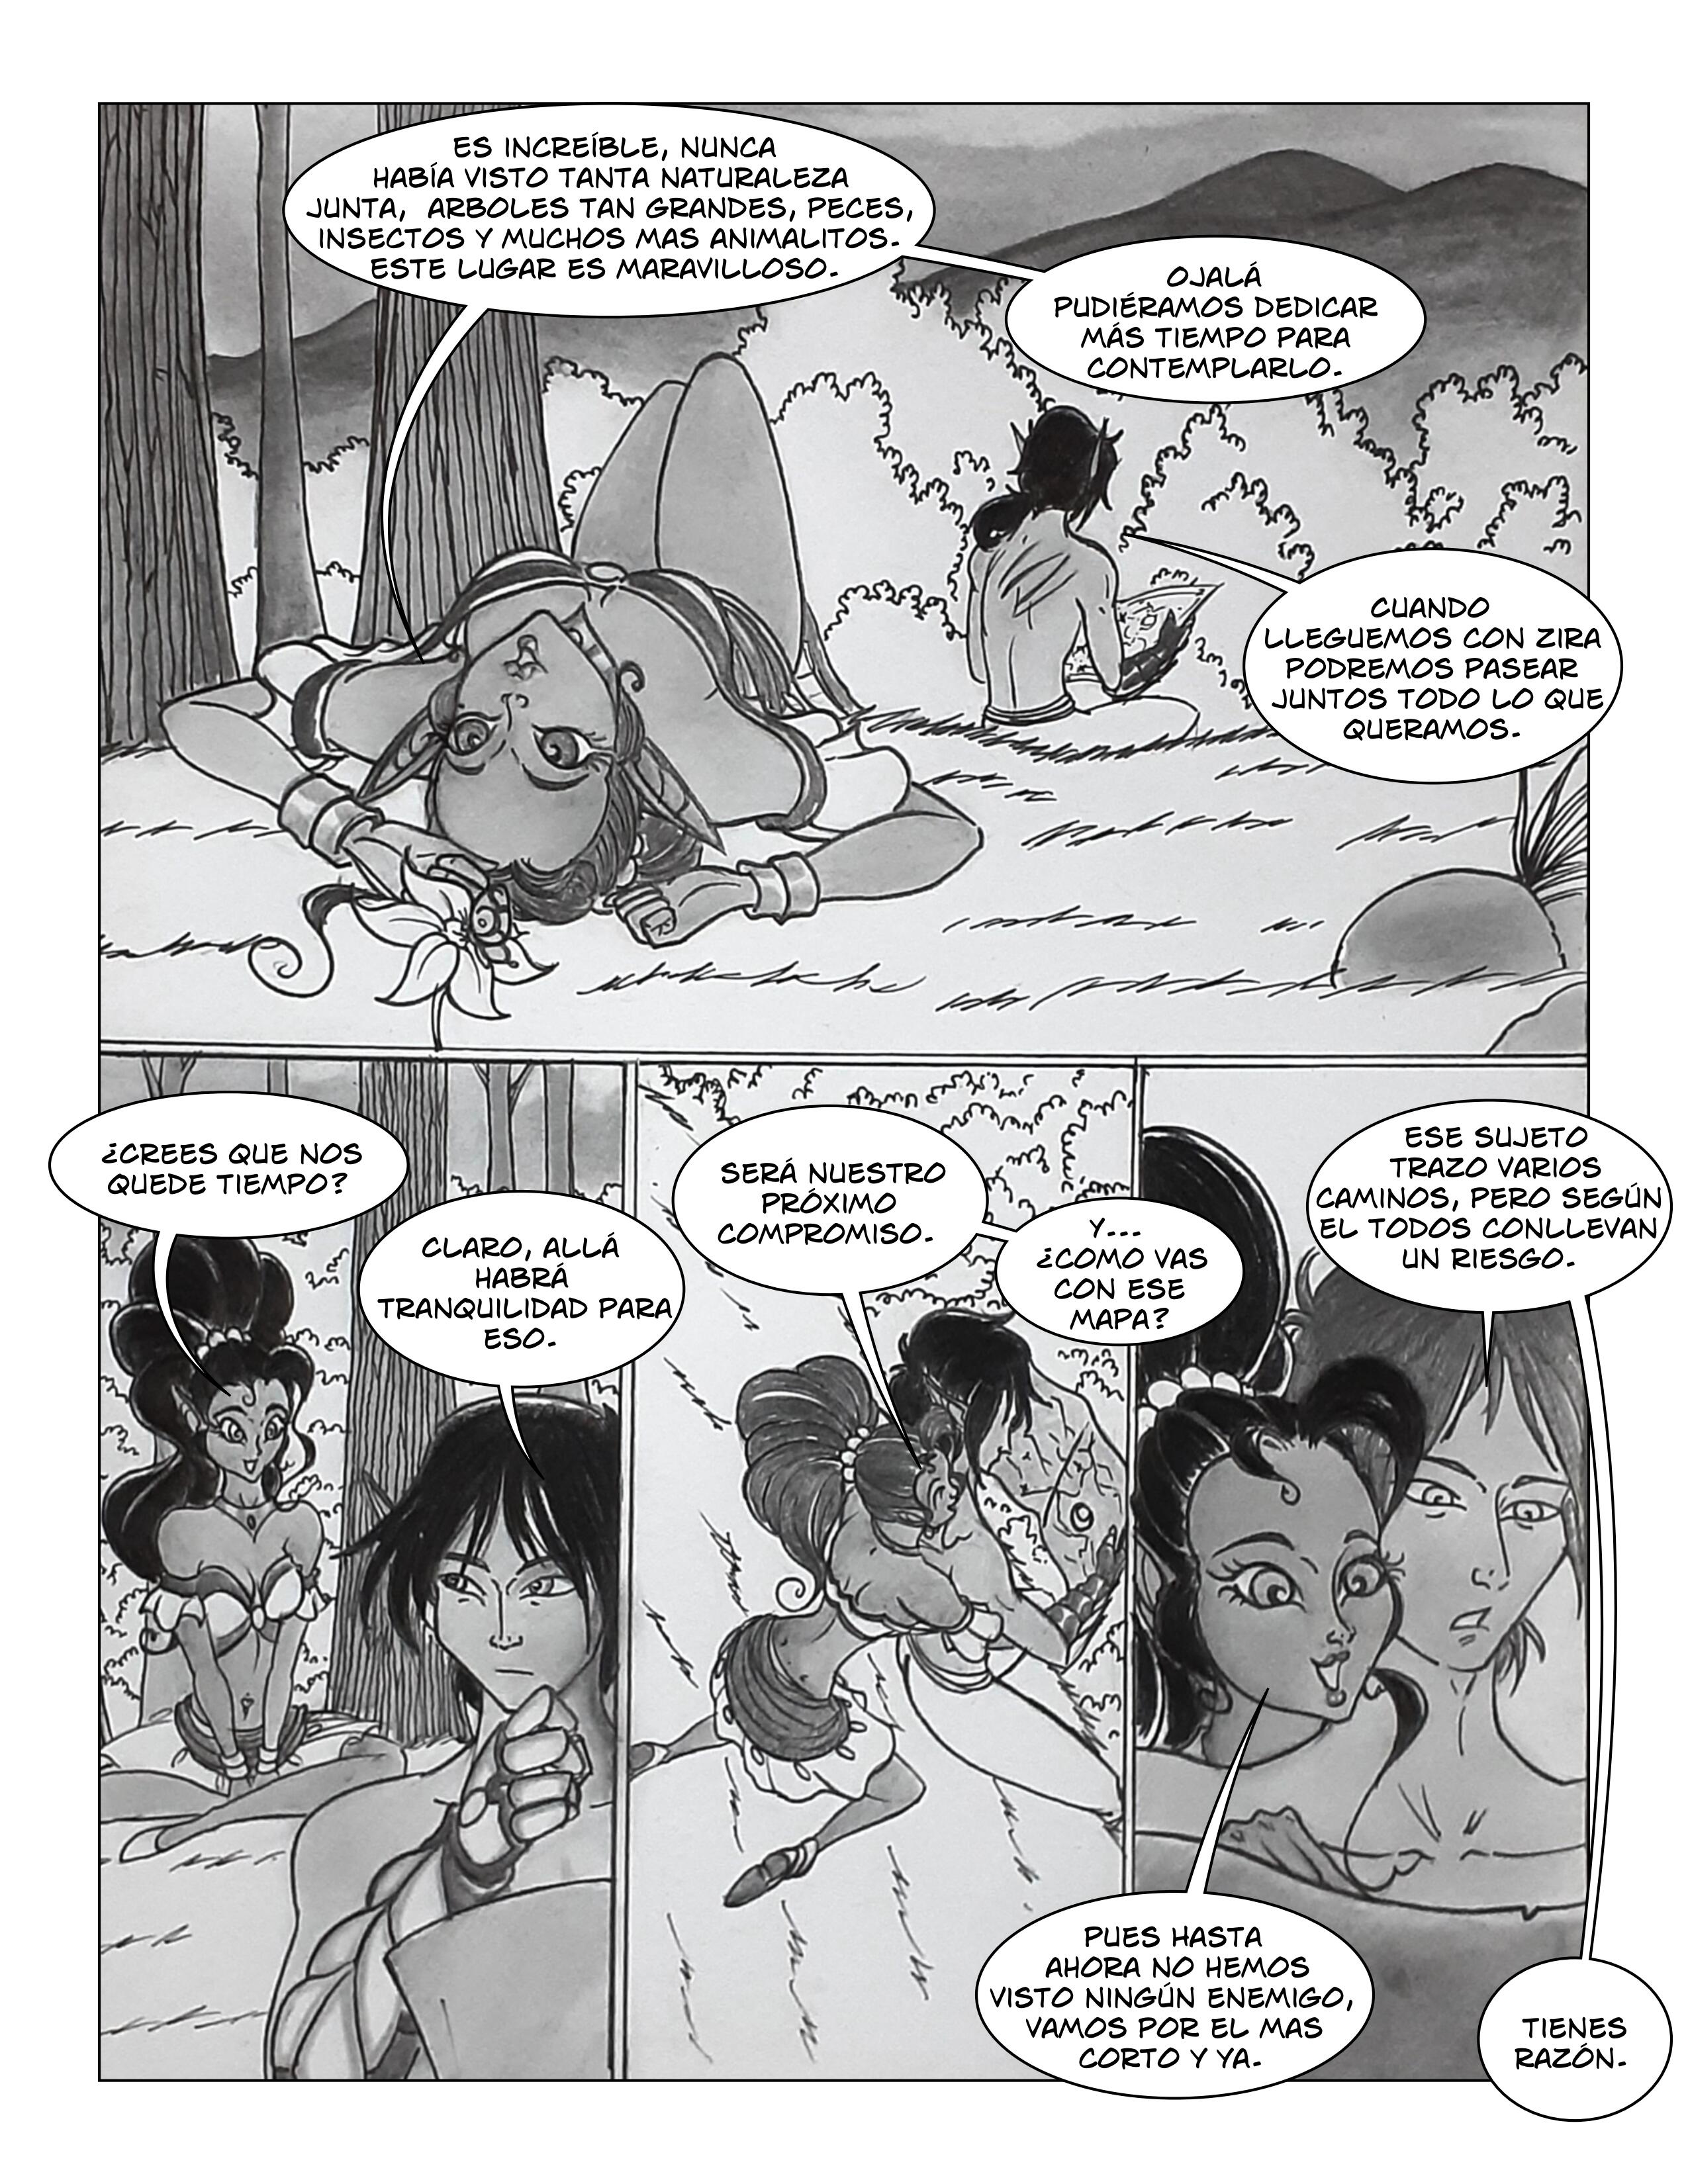 ES INCREÍBLE, NUNCA
HABÍA VISTO TANTA NATURALEZA
JUNTA, ARBOLES TAN GRANDES, PECES,
INSECTOS Y MUCHOS MAS ANIMALITOS.
ESTE LUGAR ES MARAVILLOSO.
OJALÁ
PUDIÉRAMOS DEDICAR
MÁS TIEMPO PARA
CONTEMPLARLO.
CUANDO
LLEGUEMOS CON ZIRA
PODREMOS PASEAR
JUNTOS TODO LO QUE
QUERAMOS.
¿CREES QUE NOS
QUEDE TIEMPO?
CLARO, ALLÁ
HABRÁ
TRANQUILIDAD PARA
ESO.
SERÁ NUESTRO
PRÓXIMO
COMPROMISO.
Y...
¿COMO VAS
CON ESE
MAPA?
ESE SUJETO
TRAZO VARIOS
CAMINOS, PERO SEGÚN
EL TODOS CONLLEVAN
UN RIESGO.
PUES HASTA
AHORA NO HEMOS
VISTO NINGÚN ENEMIGO,
VAMOS POR EL MAS
CORTO Y YA.
TIENES
RAZÓN.